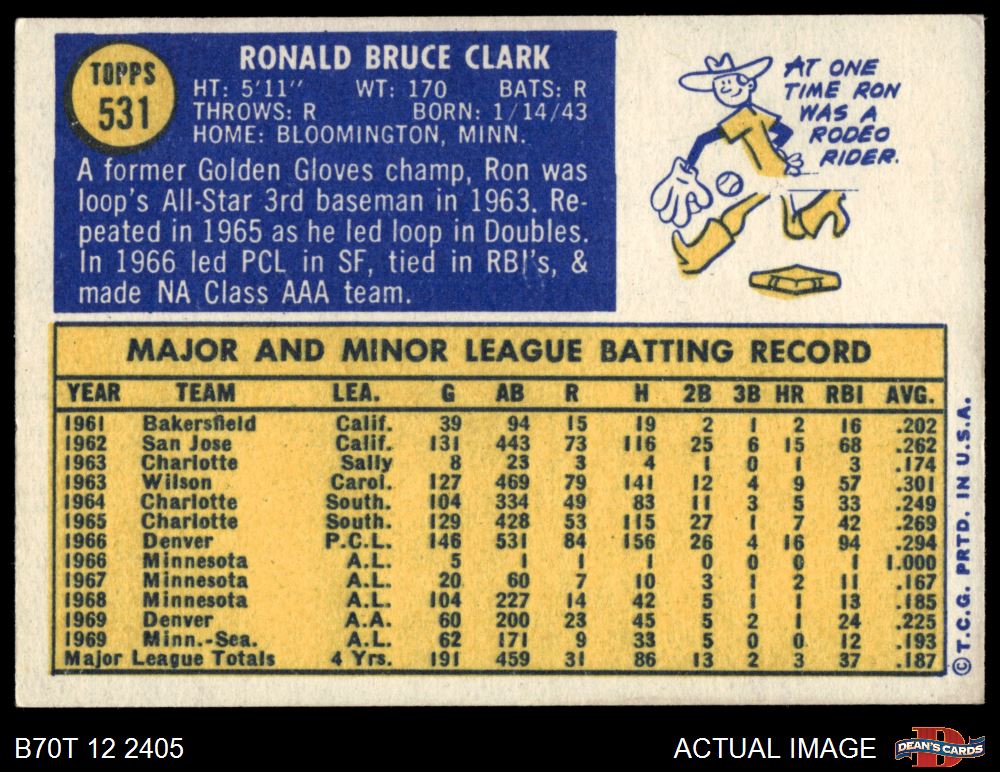 TOPPS
531
RONALD BRUCE CLARK
HT: 5'11" WT: 170 BATS: R
THROWS: R BORN: 1/14/43
HOME: BLOOMINGTON, MINN.
A former Golden Gloves champ, Ron was
loop's All-Star 3rd baseman in 1963. Re-
peated in 1965 as he led loop in Doubles.
In 1966 led PCL in SF, tied in RBI's, &
made NA Class AAA team.
AT ONE
TIME RON
WAS A
RODEO
RIDER.
MAJOR AND MINOR LEAGUE BATTING RECORD
YEAR TEAM LEA. G AB R H 2B 3B HR RBI AVG.
1961 Bakersfield Calif. 39 94 15 19 2 1 2 16 .202
1962 San Jose Calif. 131 443 73 116 25 6 15 68 .262
1963 Charlotte Sally 8 23 3 4 1 0 1 3 .174
1963 Wilson Carol. 127 469 79 141 12 4 9 57 .301
1964 Charlotte South. 104 334 49 83 11 3 5 33 .249
1965 Charlotte South. 129 428 53 115 27 1 7 42 .269
1966 Denver P.C.L. 146 531 84 156 26 4 16 94 .294
1966 Minnesota A.L. 5 1 1 1 0 0 0 1 1.000
1967 Minnesota A.L. 20 60 7 10 3 1 2 11 .167
1968 Minnesota A.L. 104 227 14 42 5 1 1 13 .185
1969 Denver A.A. 60 200 23 45 5 2 1 24 .225
1969 Minn.-Sea. A.L. 62 171 9 33 5 0 0 12 .193
Major League Totals 4 Yrs. 191 459 31 86 13 2 3 37 .187
© T.C.G. PRTD. IN U.S.A.
B70T 12 2405
ACTUAL IMAGE
DEAN'S CARDS